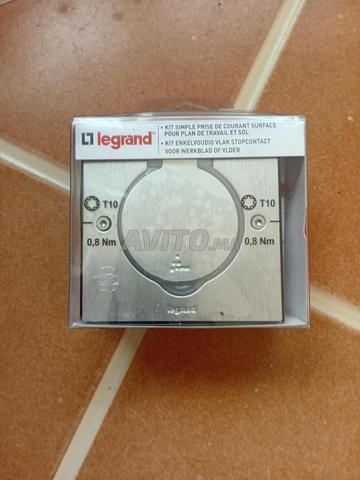 legrand®
• KIT SIMPLE PRISE DE COURANT SURFACE
POUR PLAN DE TRAVAIL ET SOL
• KIT ENKELVOUDIG VLAK STOPCONTACT
VOOR WERKBLAD OF VLOER
T10
T10
0,8 Nm
0,8 Nm
AVITO.ma
legrand